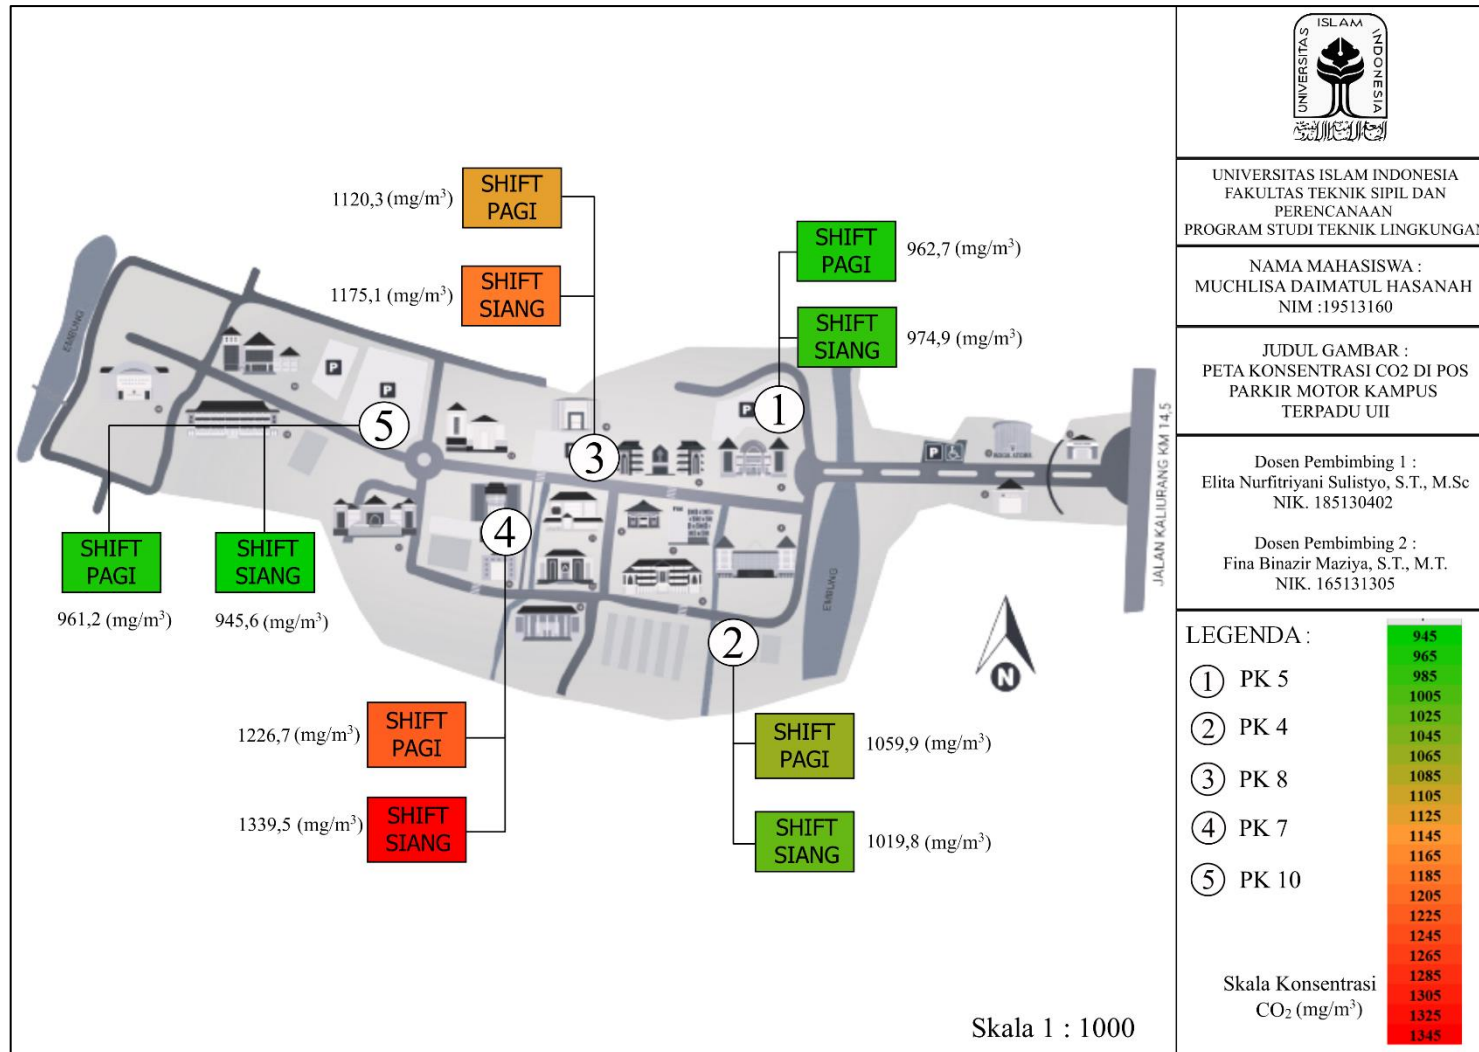 1120,3 (mg/m³)
SHIFT
PAGI
1175,1 (mg/m³)
SHIFT
SIANG
SHIFT
PAGI
962,7 (mg/m³)
SHIFT
SIANG
974,9 (mg/m³)
EMBUNG
P
P
5
3
P
1
P
4
2
EMBUNG
JALAN KALIURANG KM 14,5
SHIFT
PAGI
961,2 (mg/m³)
SHIFT
SIANG
945,6 (mg/m³)
1226,7 (mg/m³)
SHIFT
PAGI
1339,5 (mg/m³)
SHIFT
SIANG
SHIFT
PAGI
1059,9 (mg/m³)
SHIFT
SIANG
1019,8 (mg/m³)
N
Skala 1 : 1000
UNIVERSITAS
ISLAM
INDONESIA
UNIVERSITAS ISLAM INDONESIA
FAKULTAS TEKNIK SIPIL DAN
PERENCANAAN
PROGRAM STUDI TEKNIK LINGKUNGAN
NAMA MAHASISWA :
MUCHLISA DAIMATUL HASANAH
NIM :19513160
JUDUL GAMBAR :
PETA KONSENTRASI CO2 DI POS
PARKIR MOTOR KAMPUS
TERPADU UII
Dosen Pembimbing 1 :
Elita Nurfitriyani Sulistyo, S.T., M.Sc
NIK. 185130402
Dosen Pembimbing 2 :
Fina Binazir Maziya, S.T., M.T.
NIK. 165131305
LEGENDA :
1 PK 5
2 PK 4
3 PK 8
4 PK 7
5 PK 10
Skala Konsentrasi
CO₂ (mg/m³)
945
965
985
1005
1025
1045
1065
1085
1105
1125
1145
1165
1185
1205
1225
1245
1265
1285
1305
1325
1345